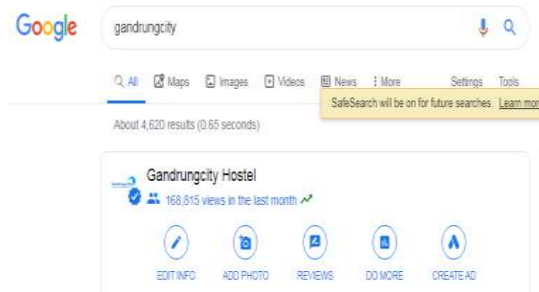 Google
gandrungcity
All Maps Images Videos News More Settings Tools
SafeSearch will be on for future searches. Learn mor
About 4,620 results (0.65 seconds)
Gandrungcity Hostel
168,815 views in the last month
EDIT INFO ADD PHOTO REVIEWS DO MORE CREATE AD